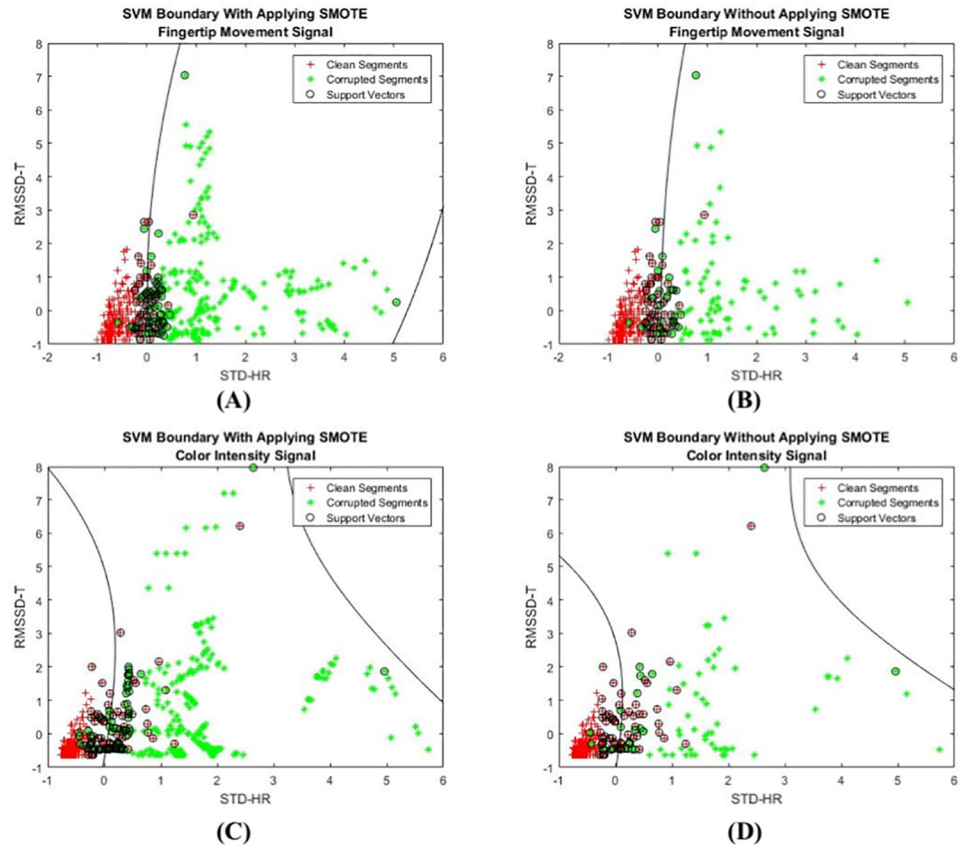 SVM Boundary With Applying SMOTE
Fingertip Movement Signal
8
7
6
5
4
3
2
1
0
-1
RMSSD-T
Clean Segments
Corrupted Segments
Support Vectors
-2 -1 0 1 2 3 4 5 6
STD-HR
(A)
SVM Boundary Without Applying SMOTE
Fingertip Movement Signal
8
7
6
5
4
3
2
1
0
-1
RMSSD-T
Clean Segments
Corrupted Segments
Support Vectors
-2 -1 0 1 2 3 4 5 6
STD-HR
(B)
SVM Boundary With Applying SMOTE
Color Intensity Signal
8
7
6
5
4
3
2
1
0
-1
RMSSD-T
Clean Segments
Corrupted Segments
Support Vectors
-1 0 1 2 3 4 5 6
STD-HR
(C)
SVM Boundary Without Applying SMOTE
Color Intensity Signal
8
7
6
5
4
3
2
1
0
-1
RMSSD-T
Clean Segments
Corrupted Segments
Support Vectors
-1 0 1 2 3 4 5 6
STD-HR
(D)